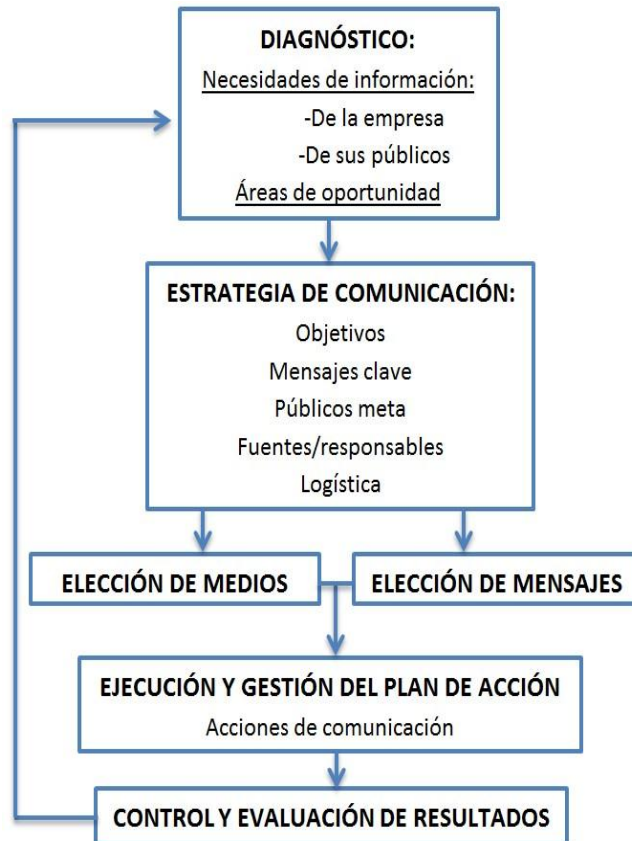 DIAGNÓSTICO:
Necesidades de información:
-De la empresa
-De sus públicos
Áreas de oportunidad
ESTRATEGIA DE COMUNICACIÓN:
Objetivos
Mensajes clave
Públicos meta
Fuentes/responsables
Logística
ELECCIÓN DE MEDIOS
ELECCIÓN DE MENSAJES
EJECUCIÓN Y GESTIÓN DEL PLAN DE ACCIÓN
Acciones de comunicación
CONTROL Y EVALUACIÓN DE RESULTADOS